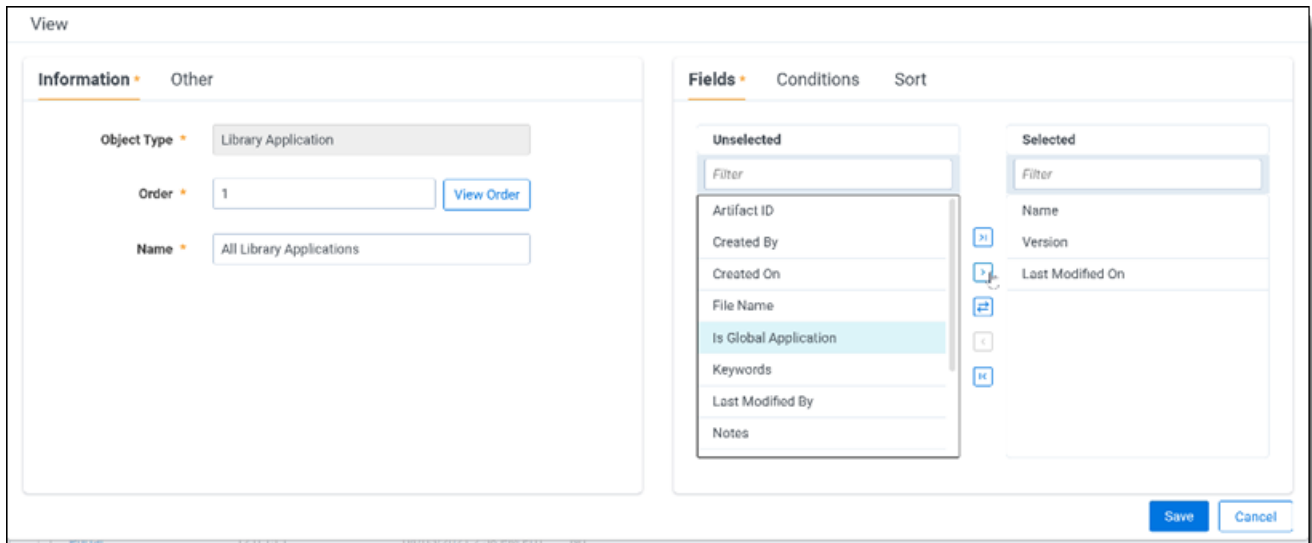 View
Information *
Other
Object Type *
Library Application
Order *
1
View Order
Name *
All Library Applications
Fields *
Conditions
Sort
Unselected
Filter
Artifact ID
Created By
Created On
File Name
Is Global Application
Keywords
Last Modified By
Notes
Selected
Filter
Name
Version
Last Modified On
Save
Cancel